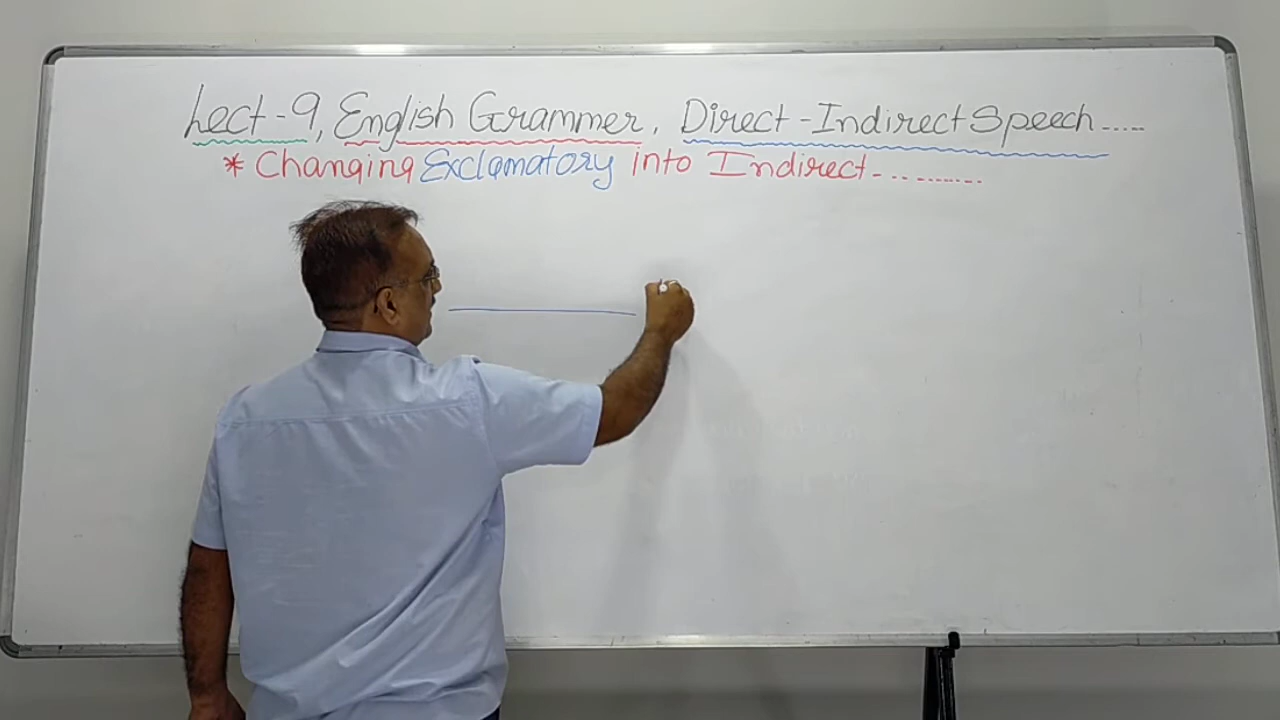 Lect-9, English Grammer, Direct-Indirect Speech.....
* Changing Exclamatory into Indirect..........